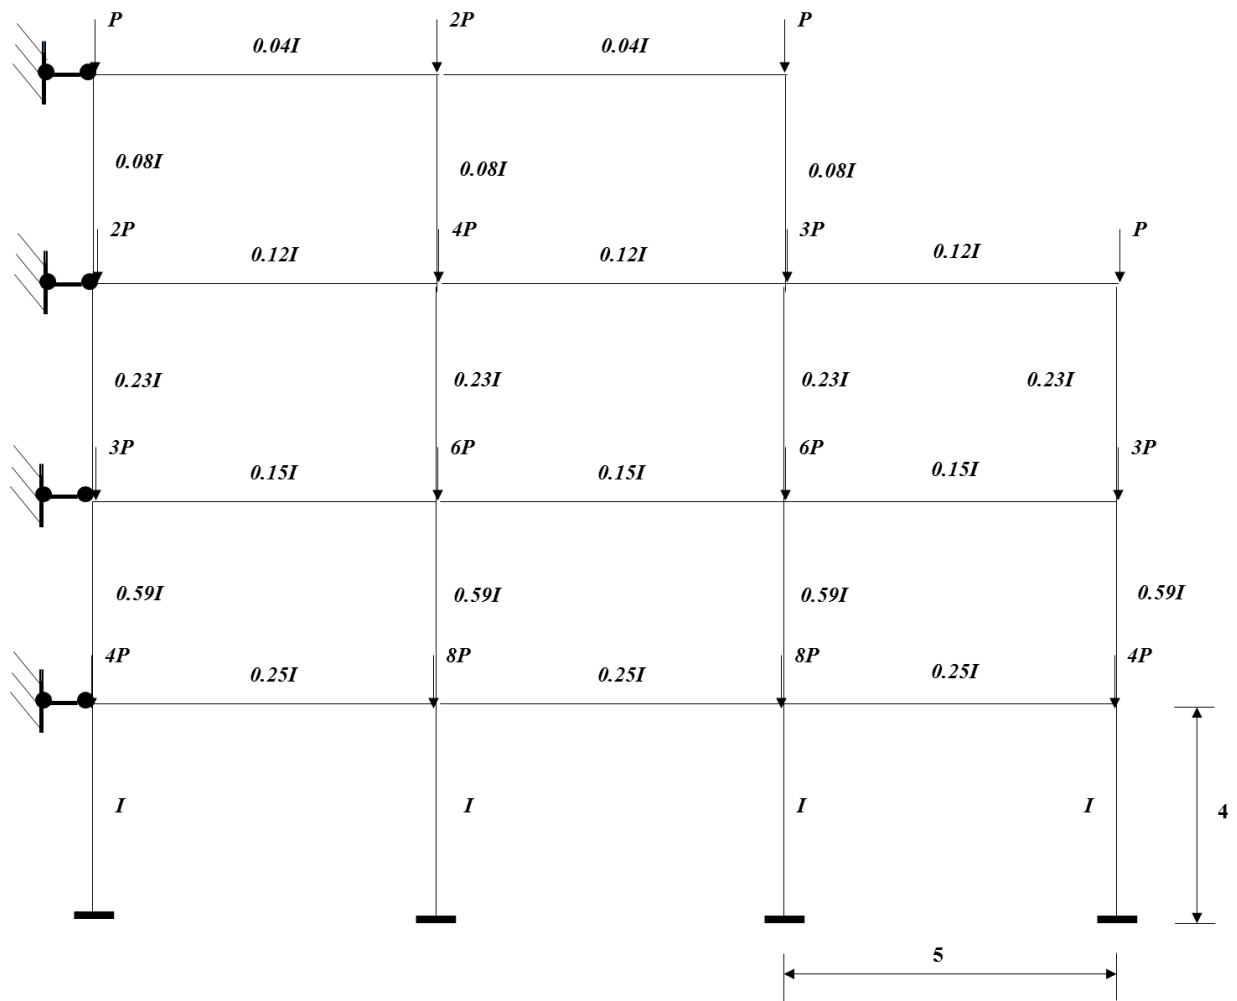 P 2P P
0.04I 0.04I
0.08I 0.08I 0.08I
2P 4P 3P P
0.12I 0.12I 0.12I
0.23I 0.23I 0.23I 0.23I
3P 6P 6P 3P
0.15I 0.15I 0.15I
0.59I 0.59I 0.59I 0.59I
4P 8P 8P 4P
0.25I 0.25I 0.25I
I I I I 4
5